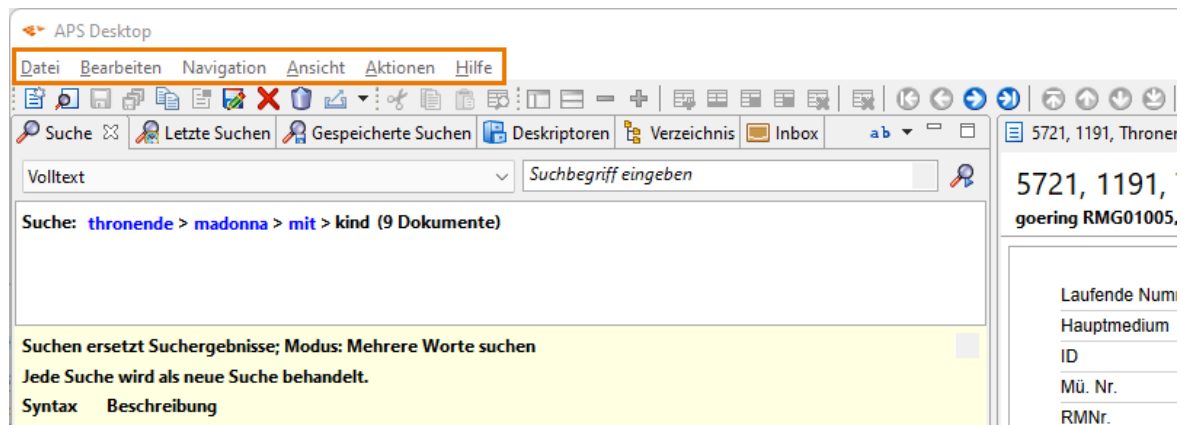 APS Desktop
Datei Bearbeiten Navigation Ansicht Aktionen Hilfe
Suche Letzte Suchen Gespeicherte Suchen Deskriptoren Verzeichnis Inbox ab
Volltext Suchbegriff eingeben
Suche: thronende > madonna > mit > kind (9 Dokumente)
Suchen ersetzt Suchergebnisse; Modus: Mehrere Worte suchen
Jede Suche wird als neue Suche behandelt.
Syntax Beschreibung
5721, 1191, Throner
5721, 1191,
goering RMG01005,
Laufende Num
Hauptmedium
ID
Mü. Nr.
RMNr.